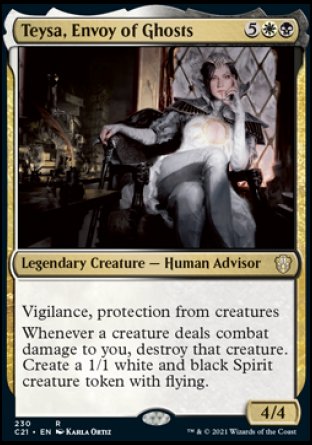 Teysa, Envoy of Ghosts 5
Legendary Creature — Human Advisor
Vigilance, protection from creatures
Whenever a creature deals combat
damage to you, destroy that creature.
Create a 1/1 white and black Spirit
creature token with flying.
4/4
230 R
C21 • EN Karla Ortiz
™ & © 2021 Wizards of the Coast